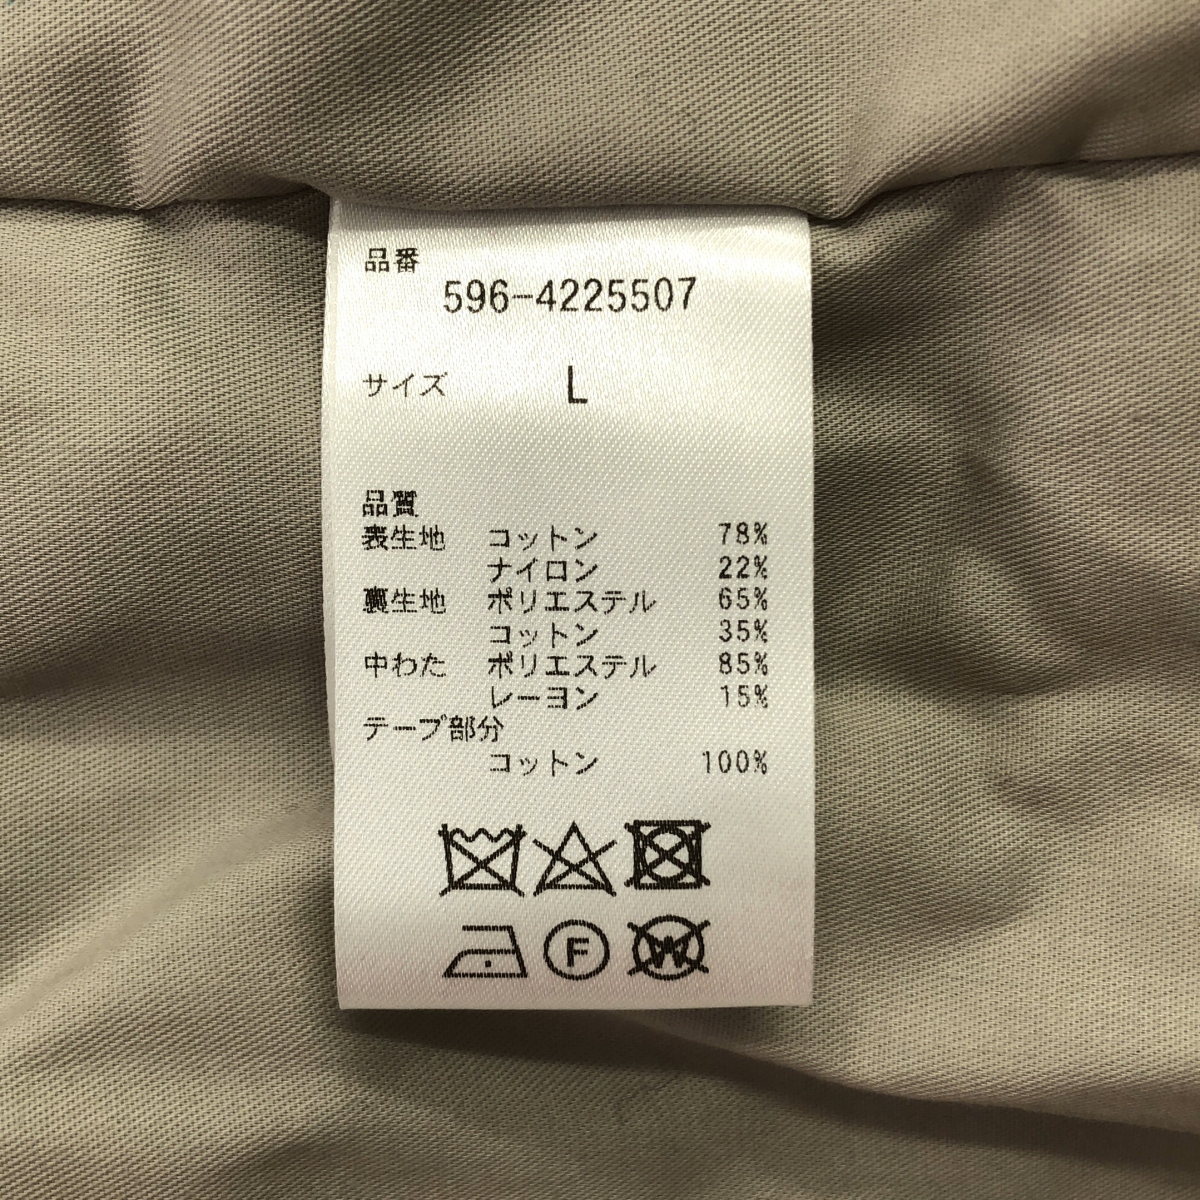 品番
596-4225507
サイズ L
品質
表生地 コットン 78%
ナイロン 22%
裏生地 ポリエステル 65%
コットン 35%
中わた ポリエステル 85%
レーヨン 15%
テープ部分
コットン 100%
F W